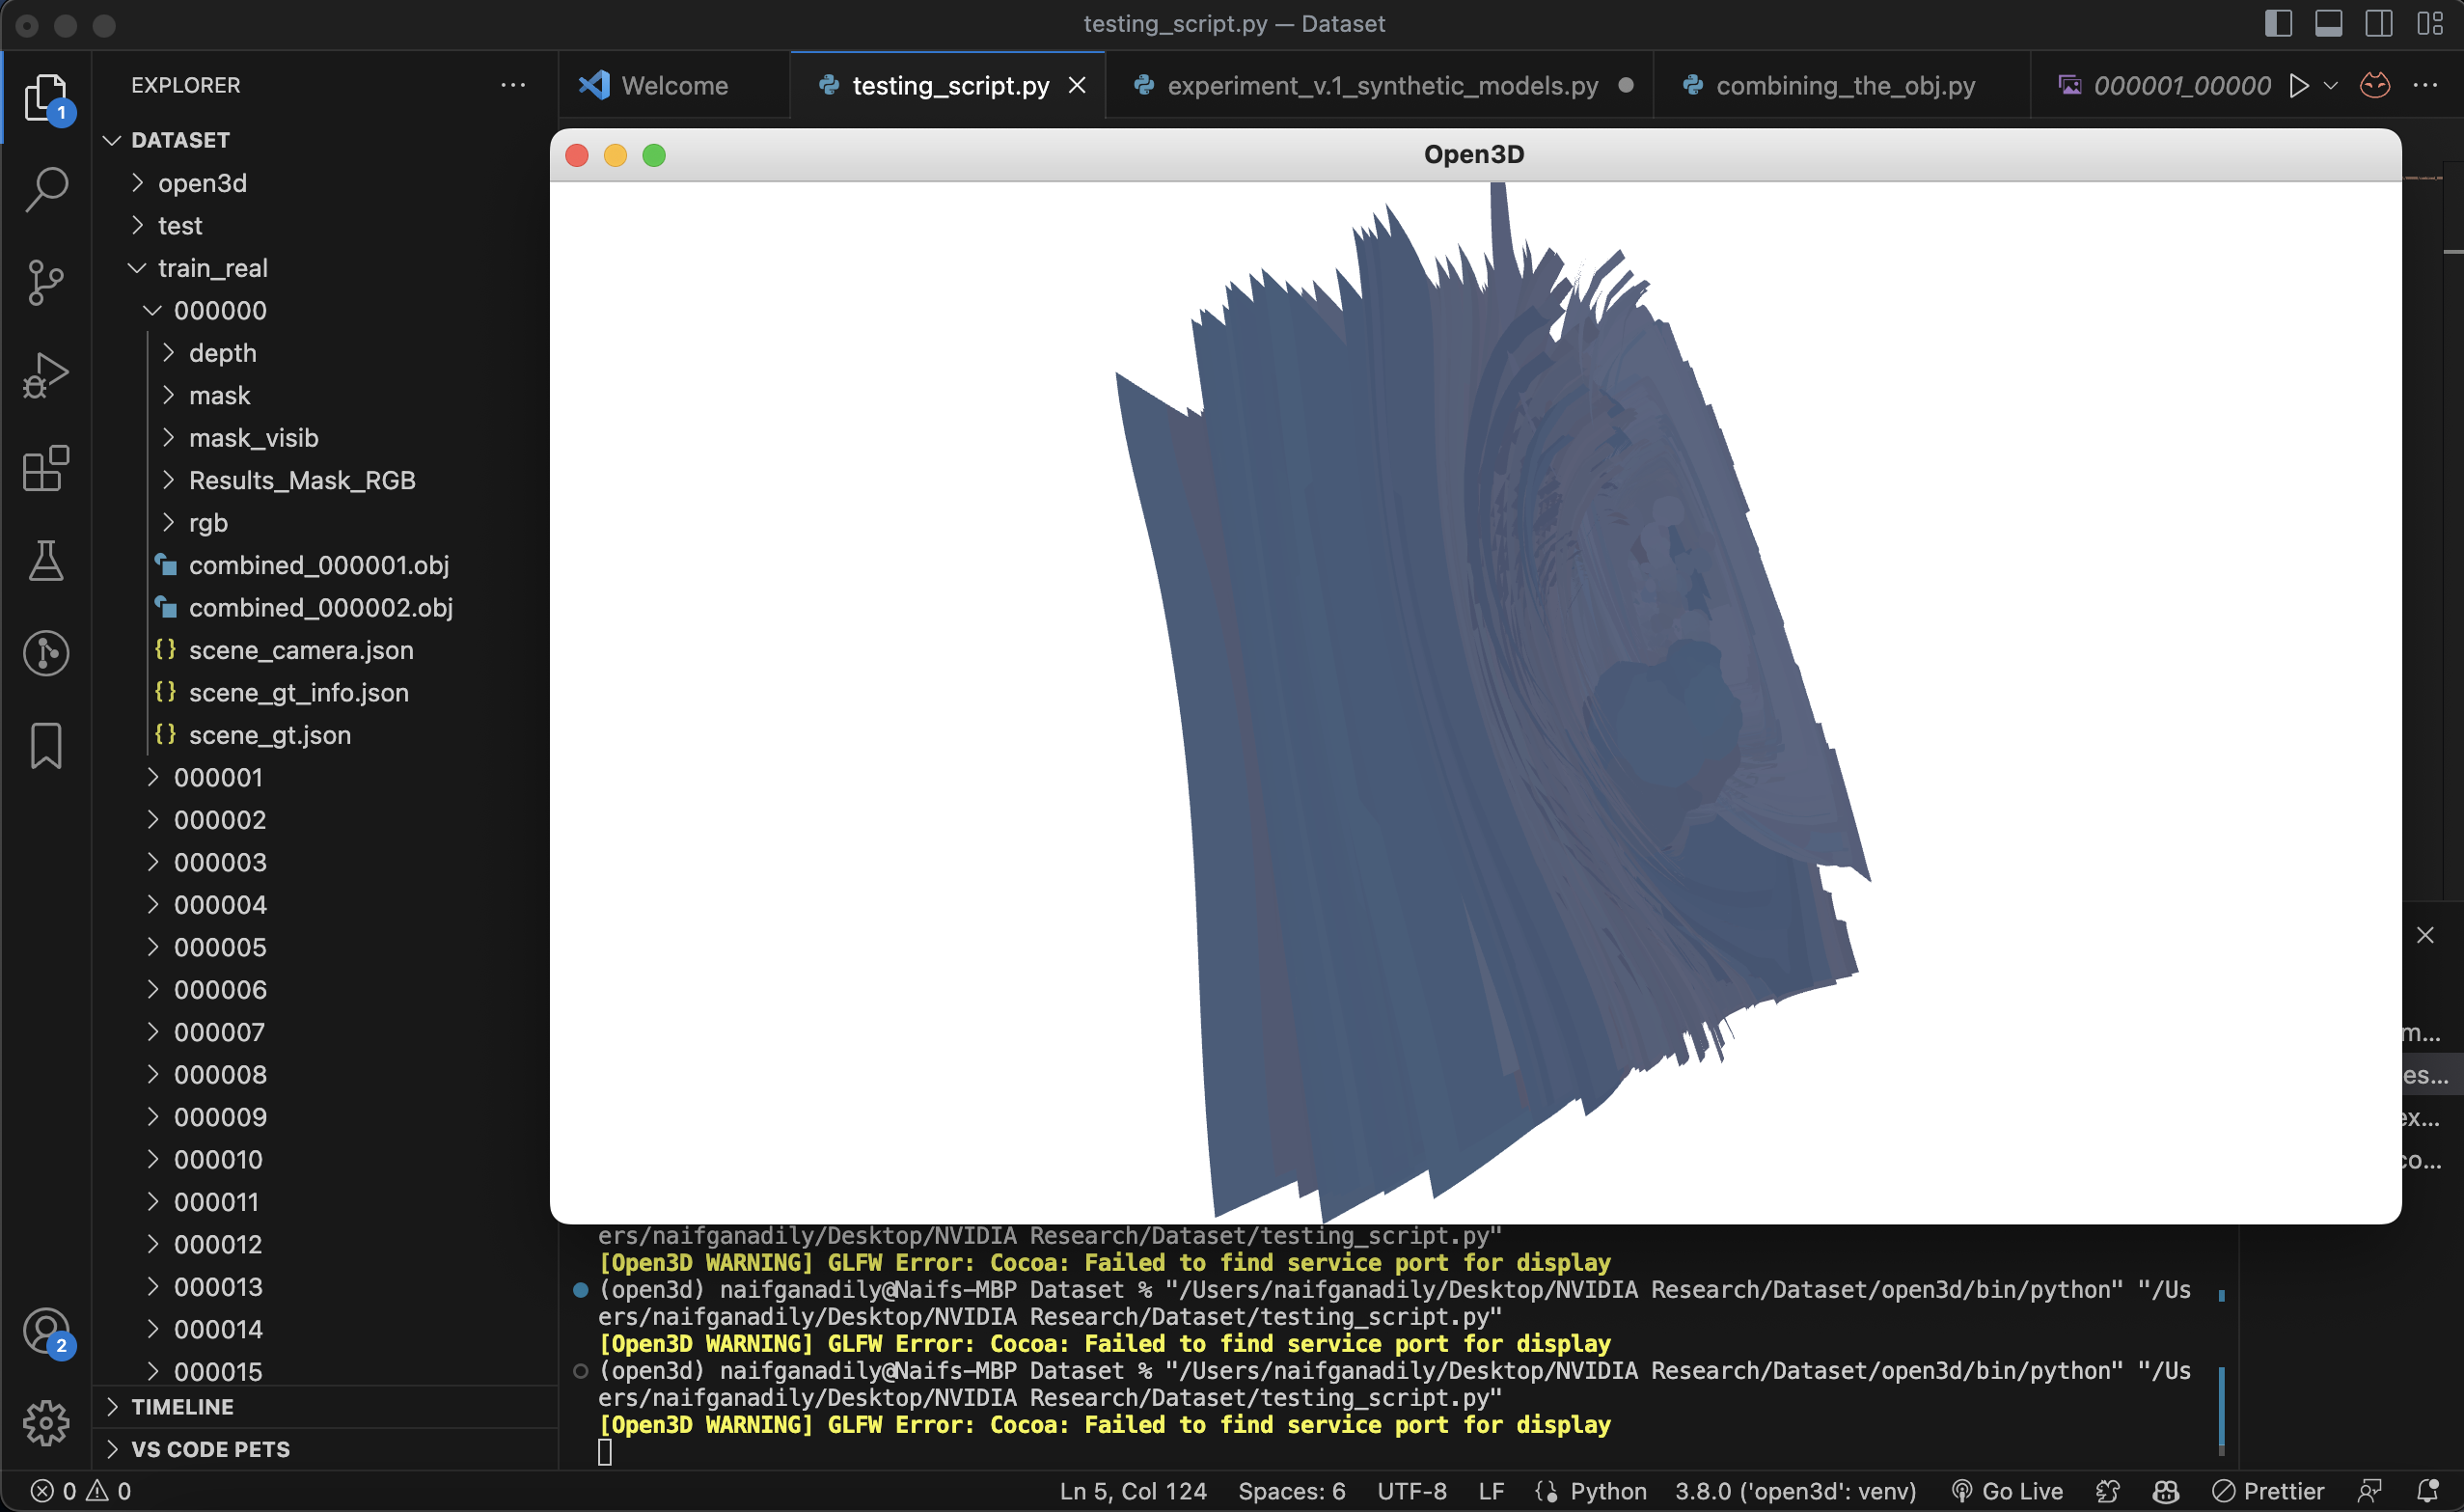 testing_script.py — Dataset
EXPLORER
Welcome
testing_script.py
experiment_v.1_synthetic_models.py
combining_the_obj.py
000001_00000
1
DATASET
open3d
test
train_real
000000
depth
mask
mask_visib
Results_Mask_RGB
rgb
combined_000001.obj
combined_000002.obj
scene_camera.json
scene_gt_info.json
scene_gt.json
000001
000002
000003
000004
000005
000006
000007
000008
000009
000010
000011
000012
000013
000014
000015
TIMELINE
VS CODE PETS
2
Open3D
m...
es...
ex...
co...
ers/naifganadily/Desktop/NVIDIA Research/Dataset/testing_script.py"
[Open3D WARNING] GLFW Error: Cocoa: Failed to find service port for display
(open3d) naifganadily@Naifs-MBP Dataset % "/Users/naifganadily/Desktop/NVIDIA Research/Dataset/open3d/bin/python" "/Us
ers/naifganadily/Desktop/NVIDIA Research/Dataset/testing_script.py"
[Open3D WARNING] GLFW Error: Cocoa: Failed to find service port for display
(open3d) naifganadily@Naifs-MBP Dataset % "/Users/naifganadily/Desktop/NVIDIA Research/Dataset/open3d/bin/python" "/Us
ers/naifganadily/Desktop/NVIDIA Research/Dataset/testing_script.py"
[Open3D WARNING] GLFW Error: Cocoa: Failed to find service port for display
0 0 Ln 5, Col 124 Spaces: 6 UTF-8 LF Python 3.8.0 ('open3d': venv) Go Live Prettier